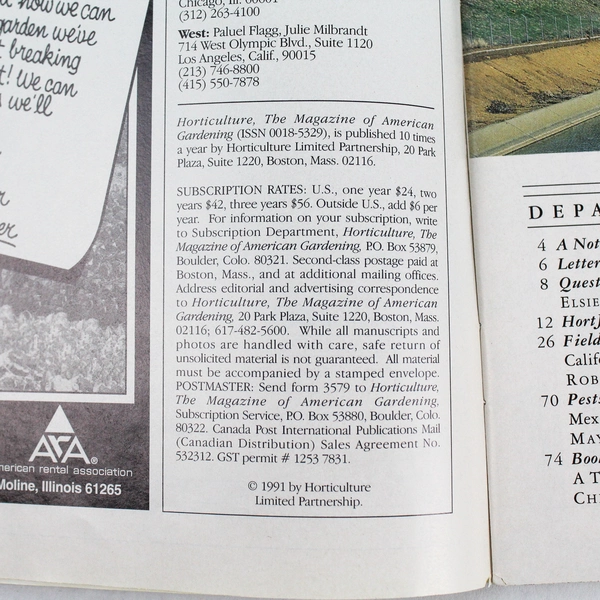 how we can
garden we've
breaking
t! We can
s we'll
r
er
ARA®
american rental association
Moline, Illinois 61265
Chicago, Ill. 60601
(312) 263-4100
West: Paluel Flagg, Julie Milbrandt
714 West Olympic Blvd., Suite 1120
Los Angeles, Calif., 90015
(213) 746-8800
(415) 550-7878
Horticulture, The Magazine of American
Gardening (ISSN 0018-5329), is published 10 times
a year by Horticulture Limited Partnership, 20 Park
Plaza, Suite 1220, Boston, Mass. 02116.
SUBSCRIPTION RATES: U.S., one year $24, two
years $42, three years $56. Outside U.S., add $6 per
year. For information on your subscription, write
to Subscription Department, Horticulture, The
Magazine of American Gardening, P.O. Box 53879,
Boulder, Colo. 80321. Second-class postage paid at
Boston, Mass., and at additional mailing offices.
Address editorial and advertising correspondence
to Horticulture, The Magazine of American
Gardening, 20 Park Plaza, Suite 1220, Boston, Mass.
02116; 617-482-5600. While all manuscripts and
photos are handled with care, safe return of
unsolicited material is not guaranteed. All material
must be accompanied by a stamped envelope.
POSTMASTER: Send form 3579 to Horticulture,
The Magazine of American Gardening,
Subscription Service, P.O. Box 53880, Boulder, Colo.
80322. Canada Post International Publications Mail
(Canadian Distribution) Sales Agreement No.
532312. GST permit # 1253 7831.
© 1991 by Horticulture
Limited Partnership.
DEPA
4 A Not
6 Letter
8 Quest
ELSIE
12 Hort
26 Field
Calif
ROB
70 Pests
Mex
MAY
74 Boo
A T
CH